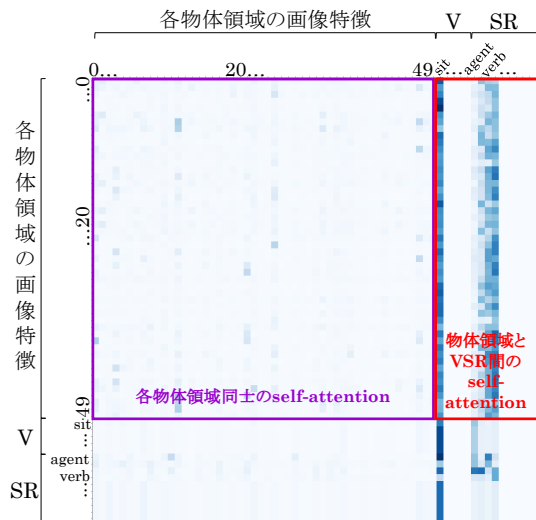 各物体領域の画像特徴
V
SR
0…
20…
49
sit
…
agent
verb
…
各物体領域の画像特徴
…0
…20
…49
各物体領域同士のself-attention
物体領域と
VSR間の
self-
attention
V
SR
sit
…
agent
verb
…